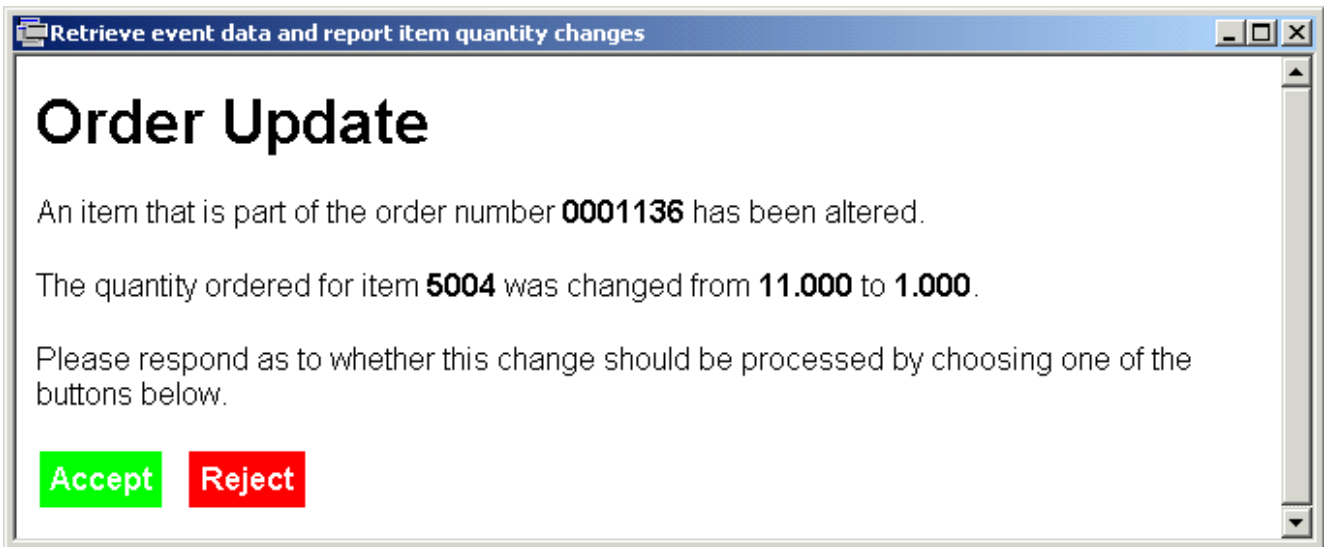 Retrieve event data and report item quantity changes
Order Update
An item that is part of the order number 0001136 has been altered.
The quantity ordered for item 5004 was changed from 11.000 to 1.000.
Please respond as to whether this change should be processed by choosing one of the
buttons below.
Accept Reject